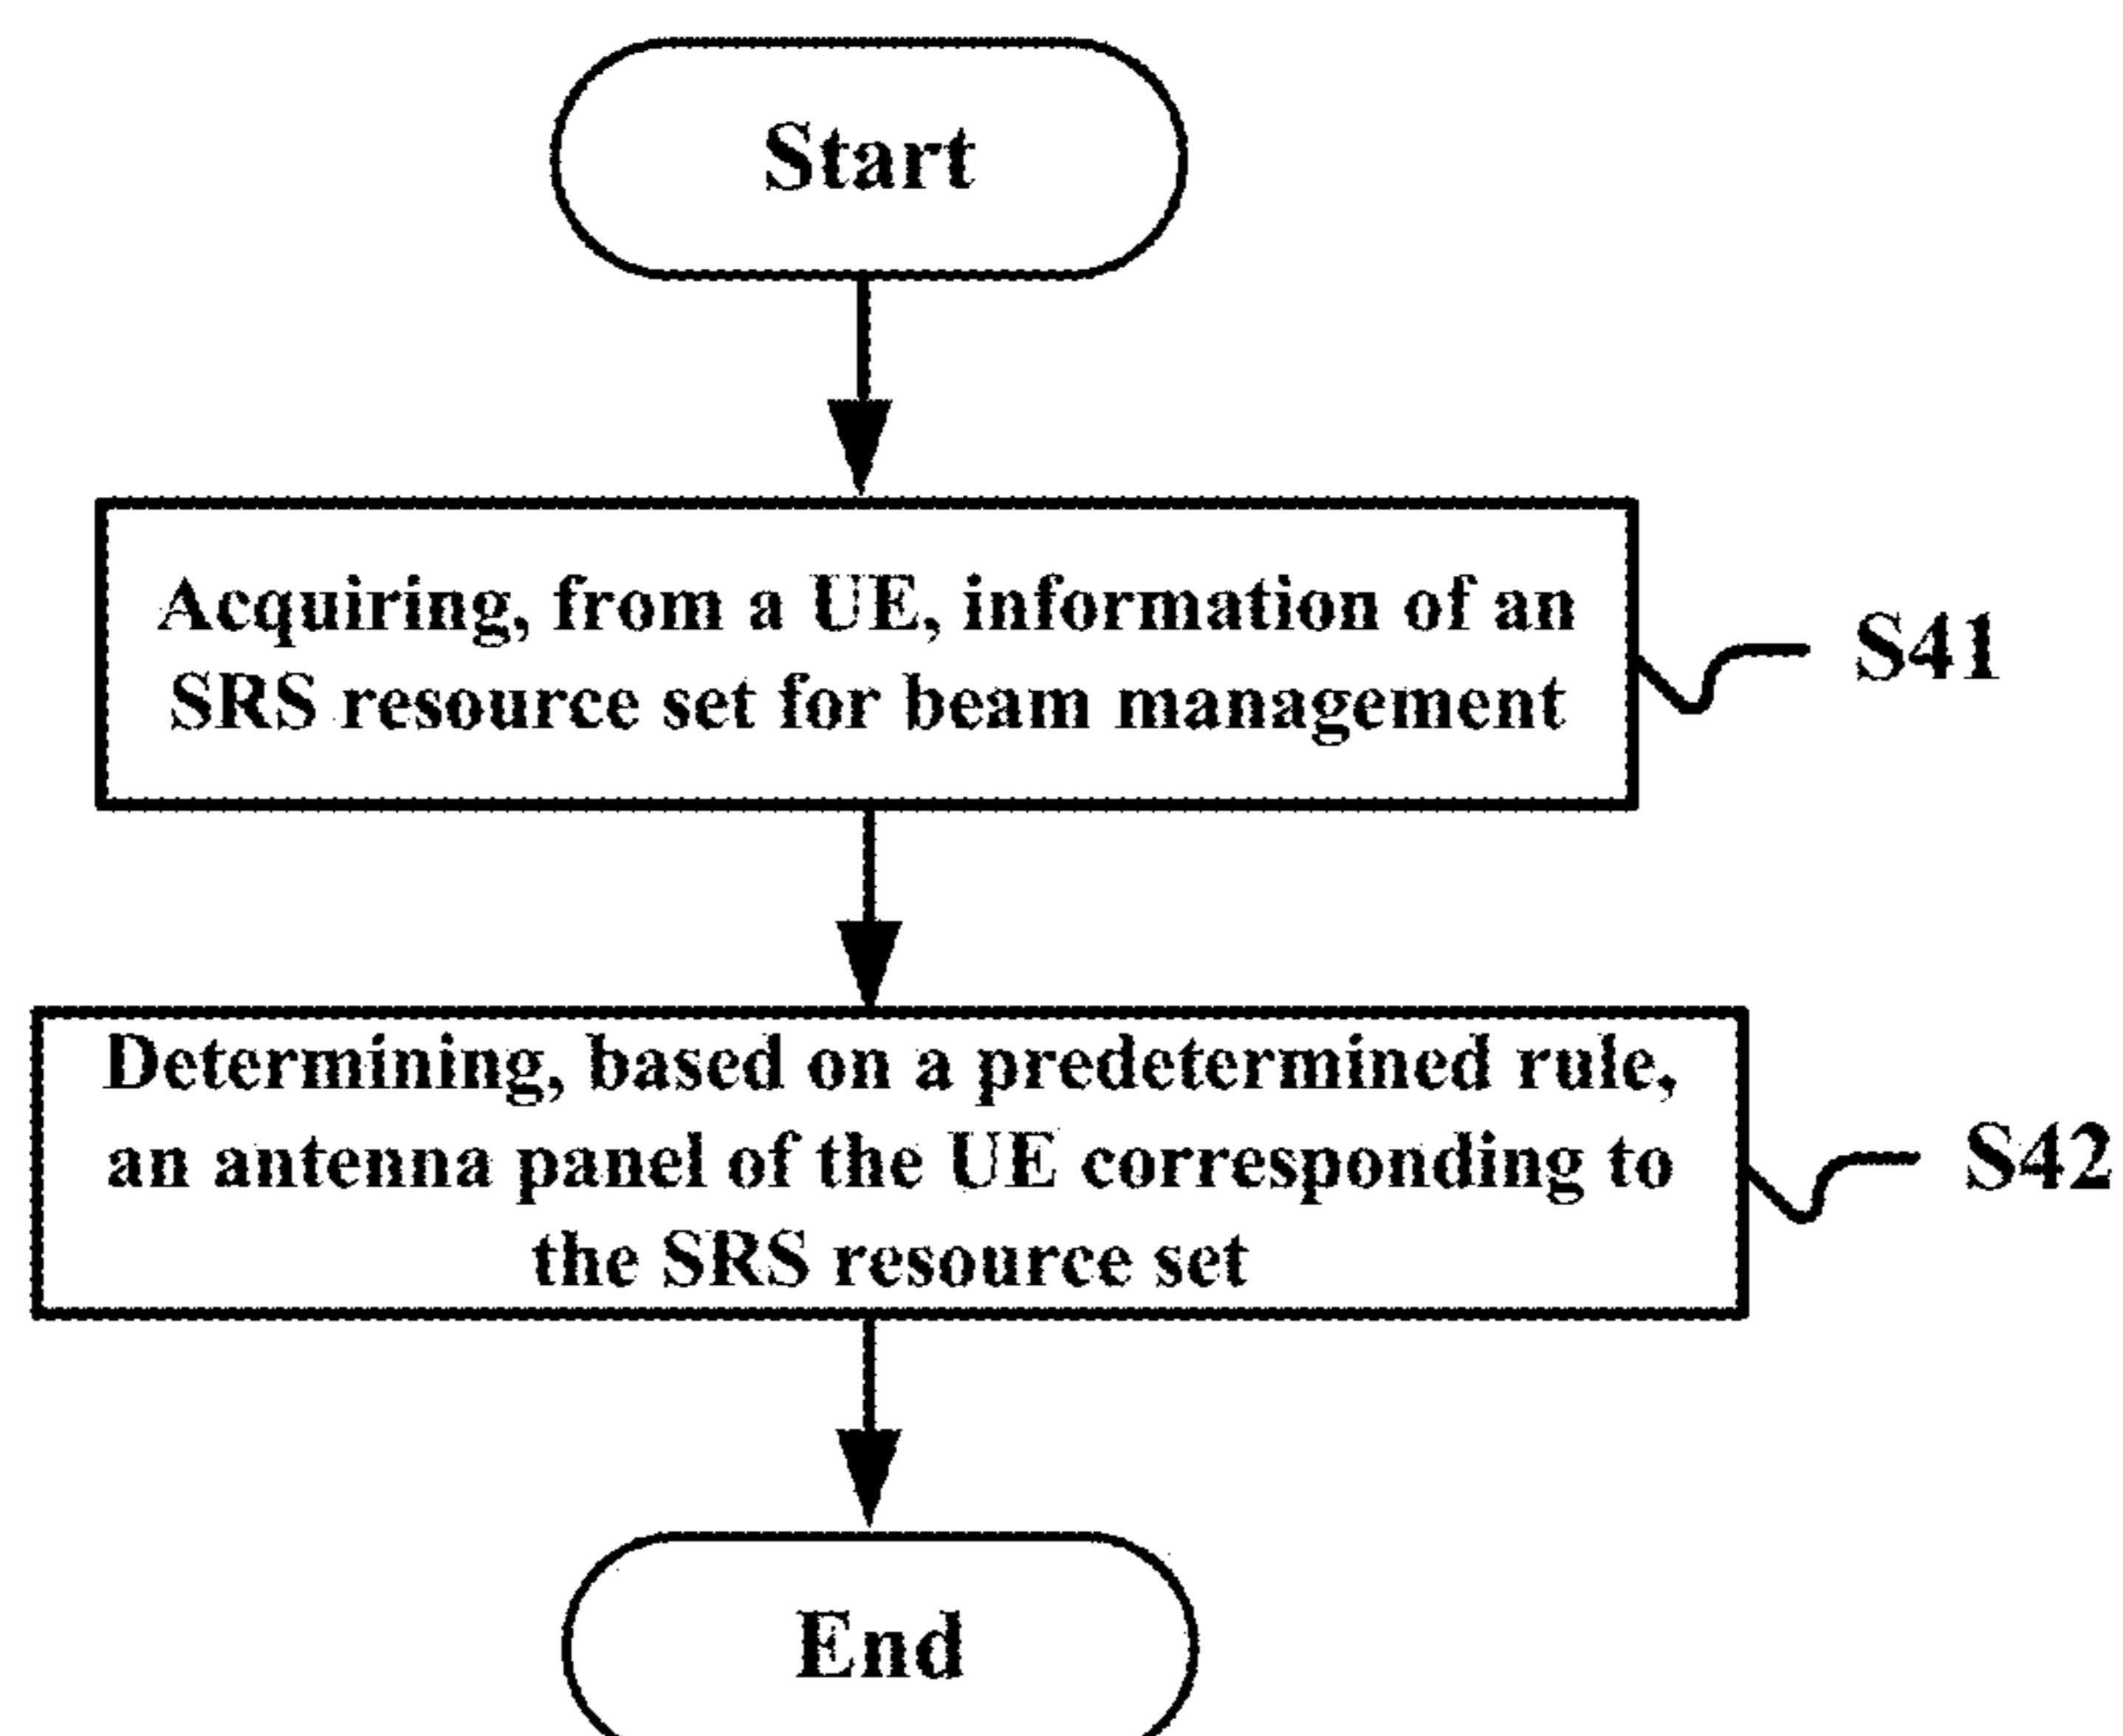 Start
Acquiring, from a UE, information of an
SRS resource set for beam management
S41
Determining, based on a predetermined rule,
an antenna panel of the UE corresponding to
the SRS resource set
S42
End